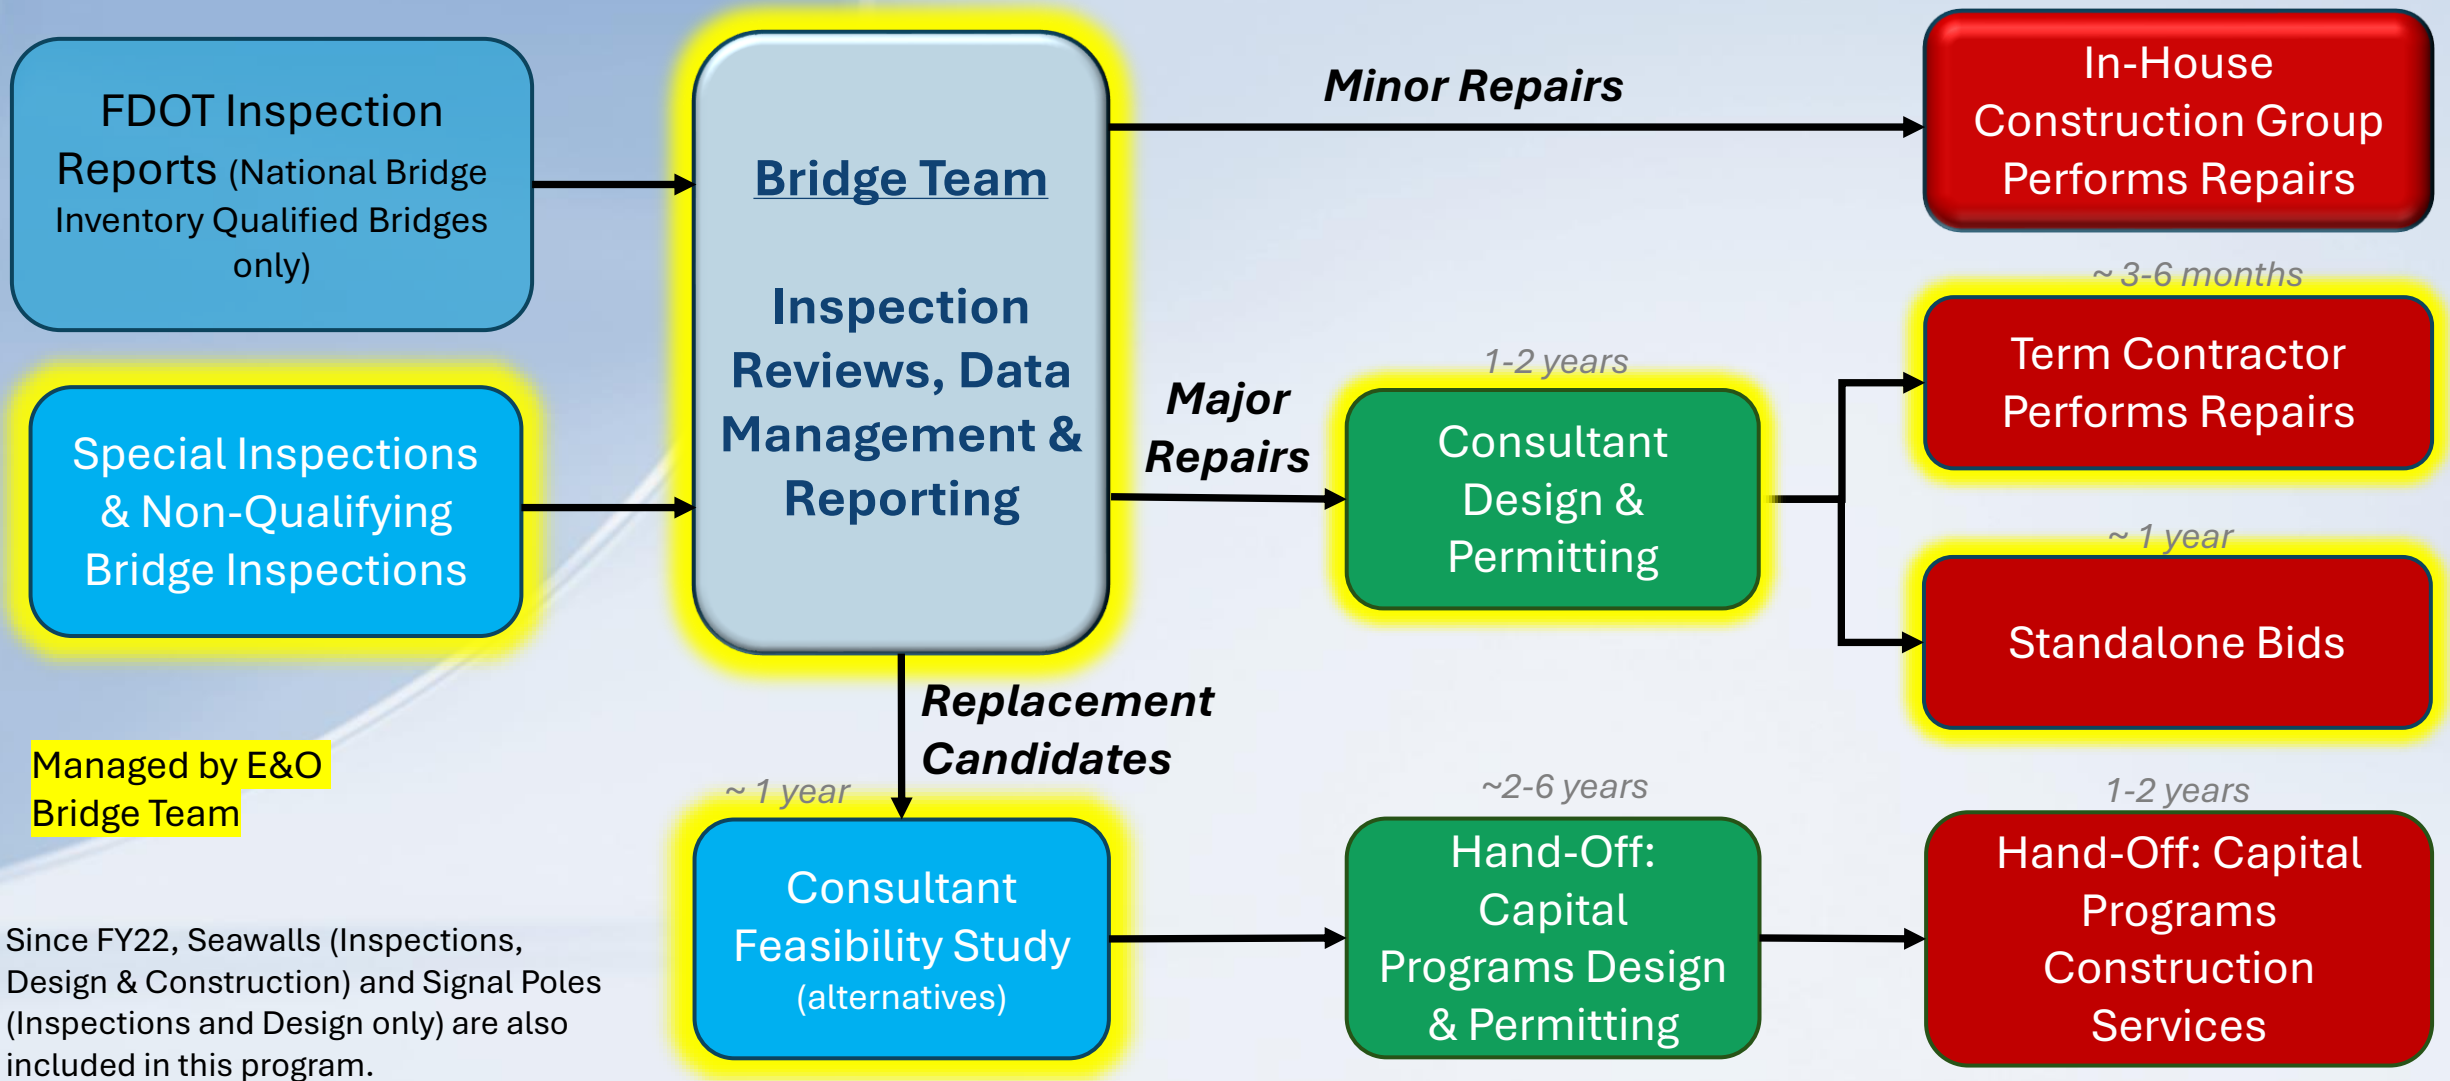 FDOT Inspection
Reports (National Bridge
Inventory Qualified Bridges
only)
Special Inspections
& Non-Qualifying
Bridge Inspections
Managed by E&O
Bridge Team
Since FY22, Seawalls (Inspections,
Design & Construction) and Signal Poles
(Inspections and Design only) are also
included in this program.
Bridge Team
Inspection
Reviews, Data
Management &
Reporting
Minor Repairs
In-House
Construction Group
Performs Repairs
Major
Repairs
1-2 years
Consultant
Design &
Permitting
~ 3-6 months
Term Contractor
Performs Repairs
~ 1 year
Standalone Bids
Replacement
Candidates
~ 1 year
Consultant
Feasibility Study
(alternatives)
~2-6 years
Hand-Off:
Capital
Programs Design
& Permitting
1-2 years
Hand-Off: Capital
Programs
Construction
Services